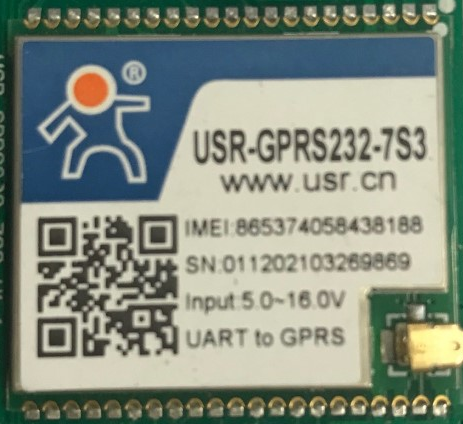 ®
USR-GPRS232-7S3
www.usr.cn
IMEI:865374058438188
SN:011202103269869
Input:5.0~16.0V
UART to GPRS